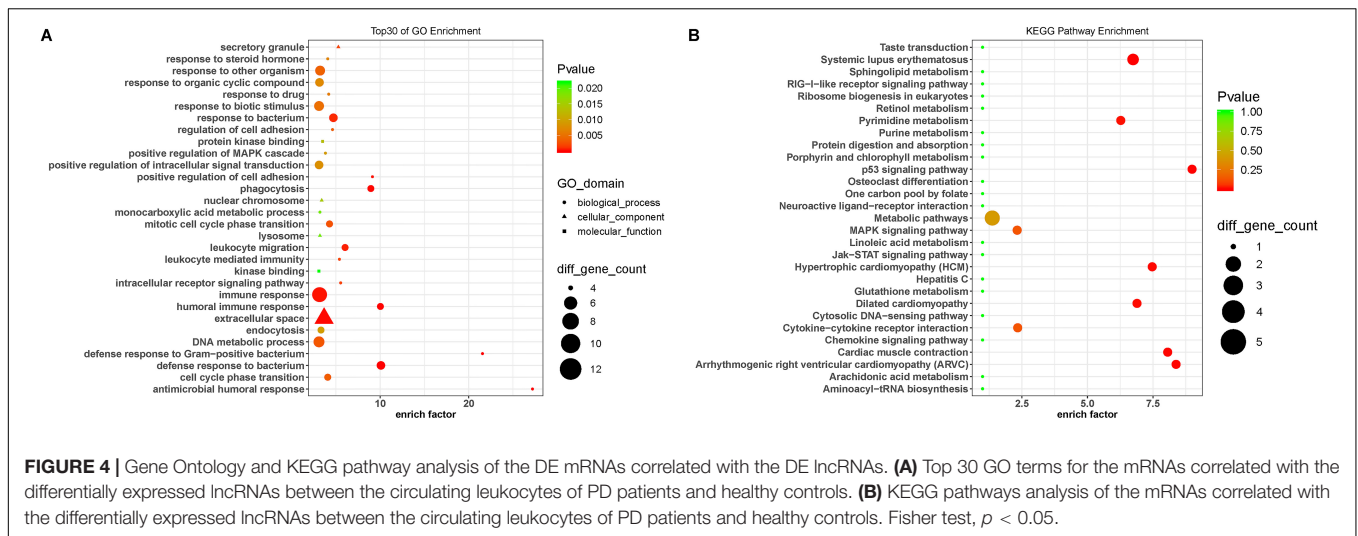 A
Top30 of GO Enrichment
secretory granule
response to steroid hormone
response to other organism
response to organic cyclic compound
response to drug
response to biotic stimulus
response to bacterium
regulation of cell adhesion
protein kinase binding
positive regulation of MAPK cascade
positive regulation of intracellular signal transduction
positive regulation of cell adhesion
phagocytosis
nuclear chromosome
monocarboxylic acid metabolic process
mitotic cell cycle phase transition
lysosome
leukocyte migration
leukocyte mediated immunity
kinase binding
intracellular receptor signaling pathway
immune response
humoral immune response
extracellular space
endocytosis
DNA metabolic process
defense response to Gram-positive bacterium
defense response to bacterium
cell cycle phase transition
antimicrobial humoral response
10 20
enrich factor
Pvalue
0.020
0.015
0.010
0.005
GO_domain
biological_process
cellular_component
molecular_function
diff_gene_count
4
6
8
10
12
B
KEGG Pathway Enrichment
Taste transduction
Systemic lupus erythematosus
Sphingolipid metabolism
RIG-I-like receptor signaling pathway
Ribosome biogenesis in eukaryotes
Retinol metabolism
Pyrimidine metabolism
Purine metabolism
Protein digestion and absorption
Porphyrin and chlorophyll metabolism
p53 signaling pathway
Osteoclast differentiation
One carbon pool by folate
Neuroactive ligand-receptor interaction
Metabolic pathways
MAPK signaling pathway
Linoleic acid metabolism
Jak-STAT signaling pathway
Hypertrophic cardiomyopathy (HCM)
Hepatitis C
Glutathione metabolism
Dilated cardiomyopathy
Cytosolic DNA-sensing pathway
Cytokine-cytokine receptor interaction
Chemokine signaling pathway
Cardiac muscle contraction
Arrhythmogenic right ventricular cardiomyopathy (ARVC)
Arachidonic acid metabolism
Aminoacyl-tRNA biosynthesis
2.5 5.0 7.5
enrich factor
Pvalue
1.00
0.75
0.50
0.25
diff_gene_count
1
2
3
4
5
FIGURE 4 | Gene Ontology and KEGG pathway analysis of the DE mRNAs correlated with the DE lncRNAs. (A) Top 30 GO terms for the mRNAs correlated with the
differentially expressed lncRNAs between the circulating leukocytes of PD patients and healthy controls. (B) KEGG pathways analysis of the mRNAs correlated with
the differentially expressed lncRNAs between the circulating leukocytes of PD patients and healthy controls. Fisher test, p < 0.05.